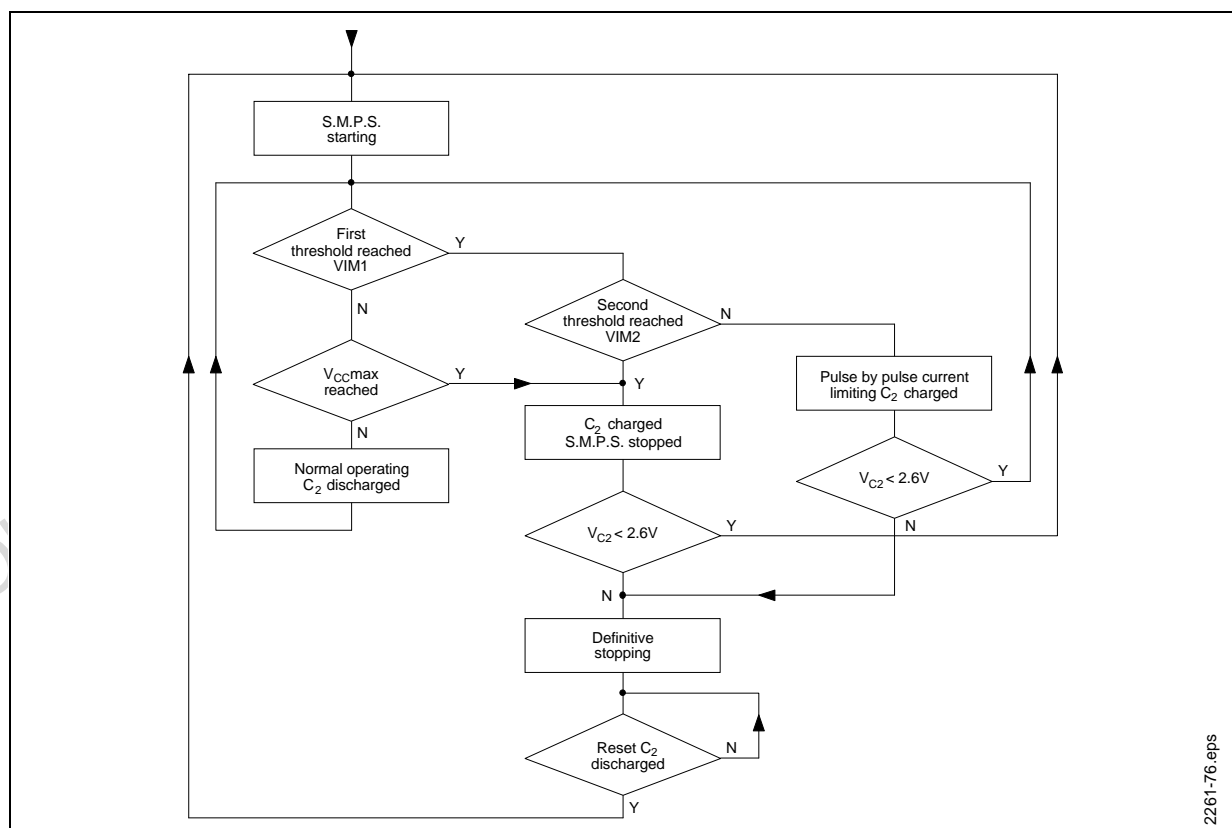 S.M.P.S.
starting
First
threshold reached
VIM1
Y
N
Second
threshold reached
VIM2
N
Y
VCCmax
reached
Y
N
Pulse by pulse current
limiting C2 charged
C2 charged
S.M.P.S. stopped
Normal operating
C2 discharged
VC2 < 2.6V
Y
N
VC2 < 2.6V
Y
N
Definitive
stopping
Reset C2
discharged
N
Y
2261-76.eps